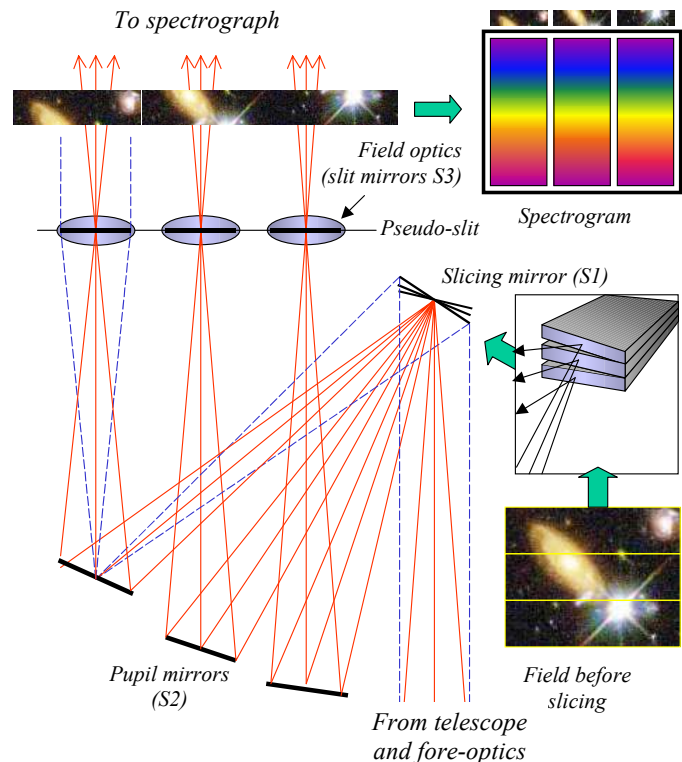 To spectrograph
Field optics
(slit mirrors S3)
Pseudo-slit
Spectrogram
Slicing mirror (S1)
Pupil mirrors
(S2)
From telescope
and fore-optics
Field before
slicing